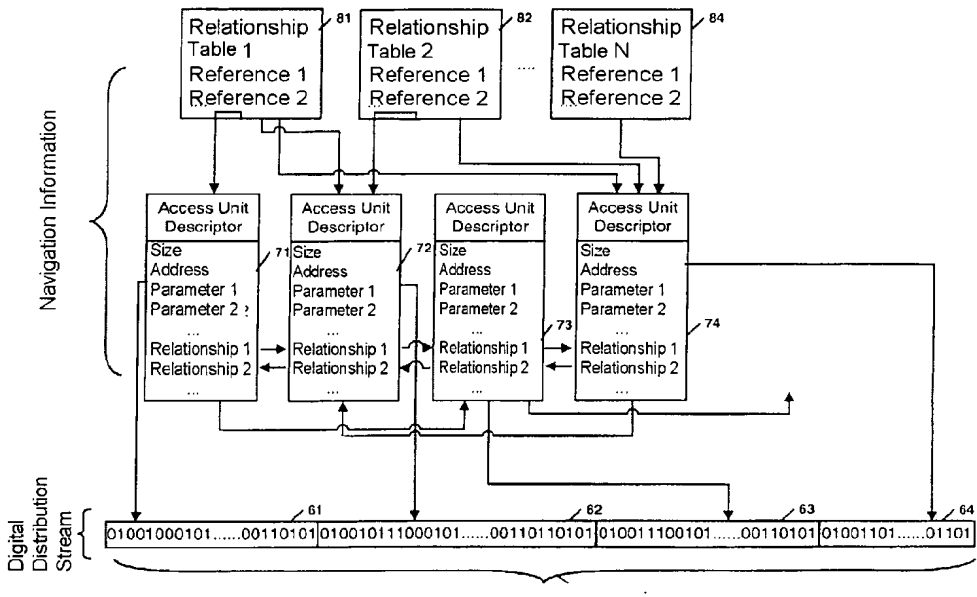 81
Relationship
Table 1
Reference 1
Reference 2
...
82
Relationship
Table 2
Reference 1
Reference 2
...
....
84
Relationship
Table N
Reference 1
Reference 2
...
Navigation Information
Access Unit
Descriptor
Size
Address
Parameter 1
Parameter 2
...
Relationship 1
Relationship 2
...
71
Access Unit
Descriptor
Size
Address
Parameter 1
Parameter 2
...
Relationship 1
Relationship 2
...
72
Access Unit
Descriptor
Size
Address
Parameter 1
Parameter 2
...
Relationship 1
Relationship 2
...
73
Access Unit
Descriptor
Size
Address
Parameter 1
Parameter 2
...
Relationship 1
Relationship 2
...
74
Digital
Distribution
Stream
61
62
63
64
01001000101......001101011
010010111000101......0011011010101
0100011100101......001101011
01001101......01101